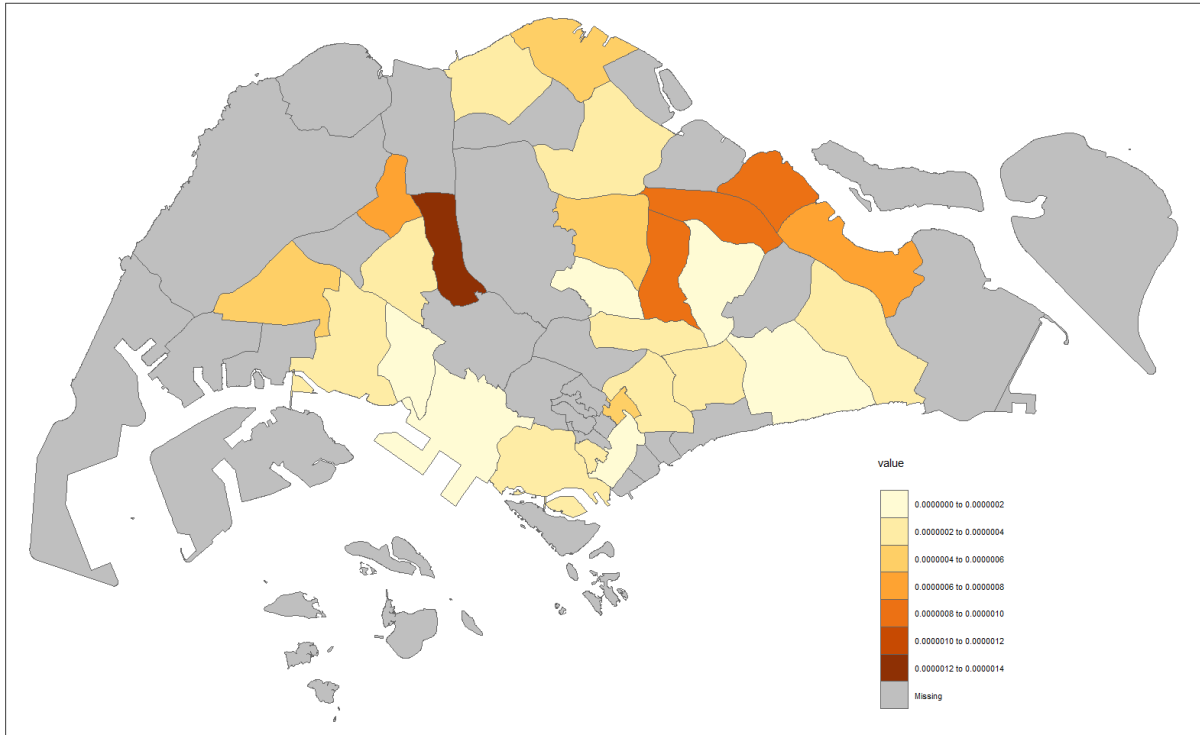 value
0.0000000 to 0.0000002
0.0000002 to 0.0000004
0.0000004 to 0.0000006
0.0000006 to 0.0000008
0.0000008 to 0.0000010
0.0000010 to 0.0000012
0.0000012 to 0.0000014
Missing